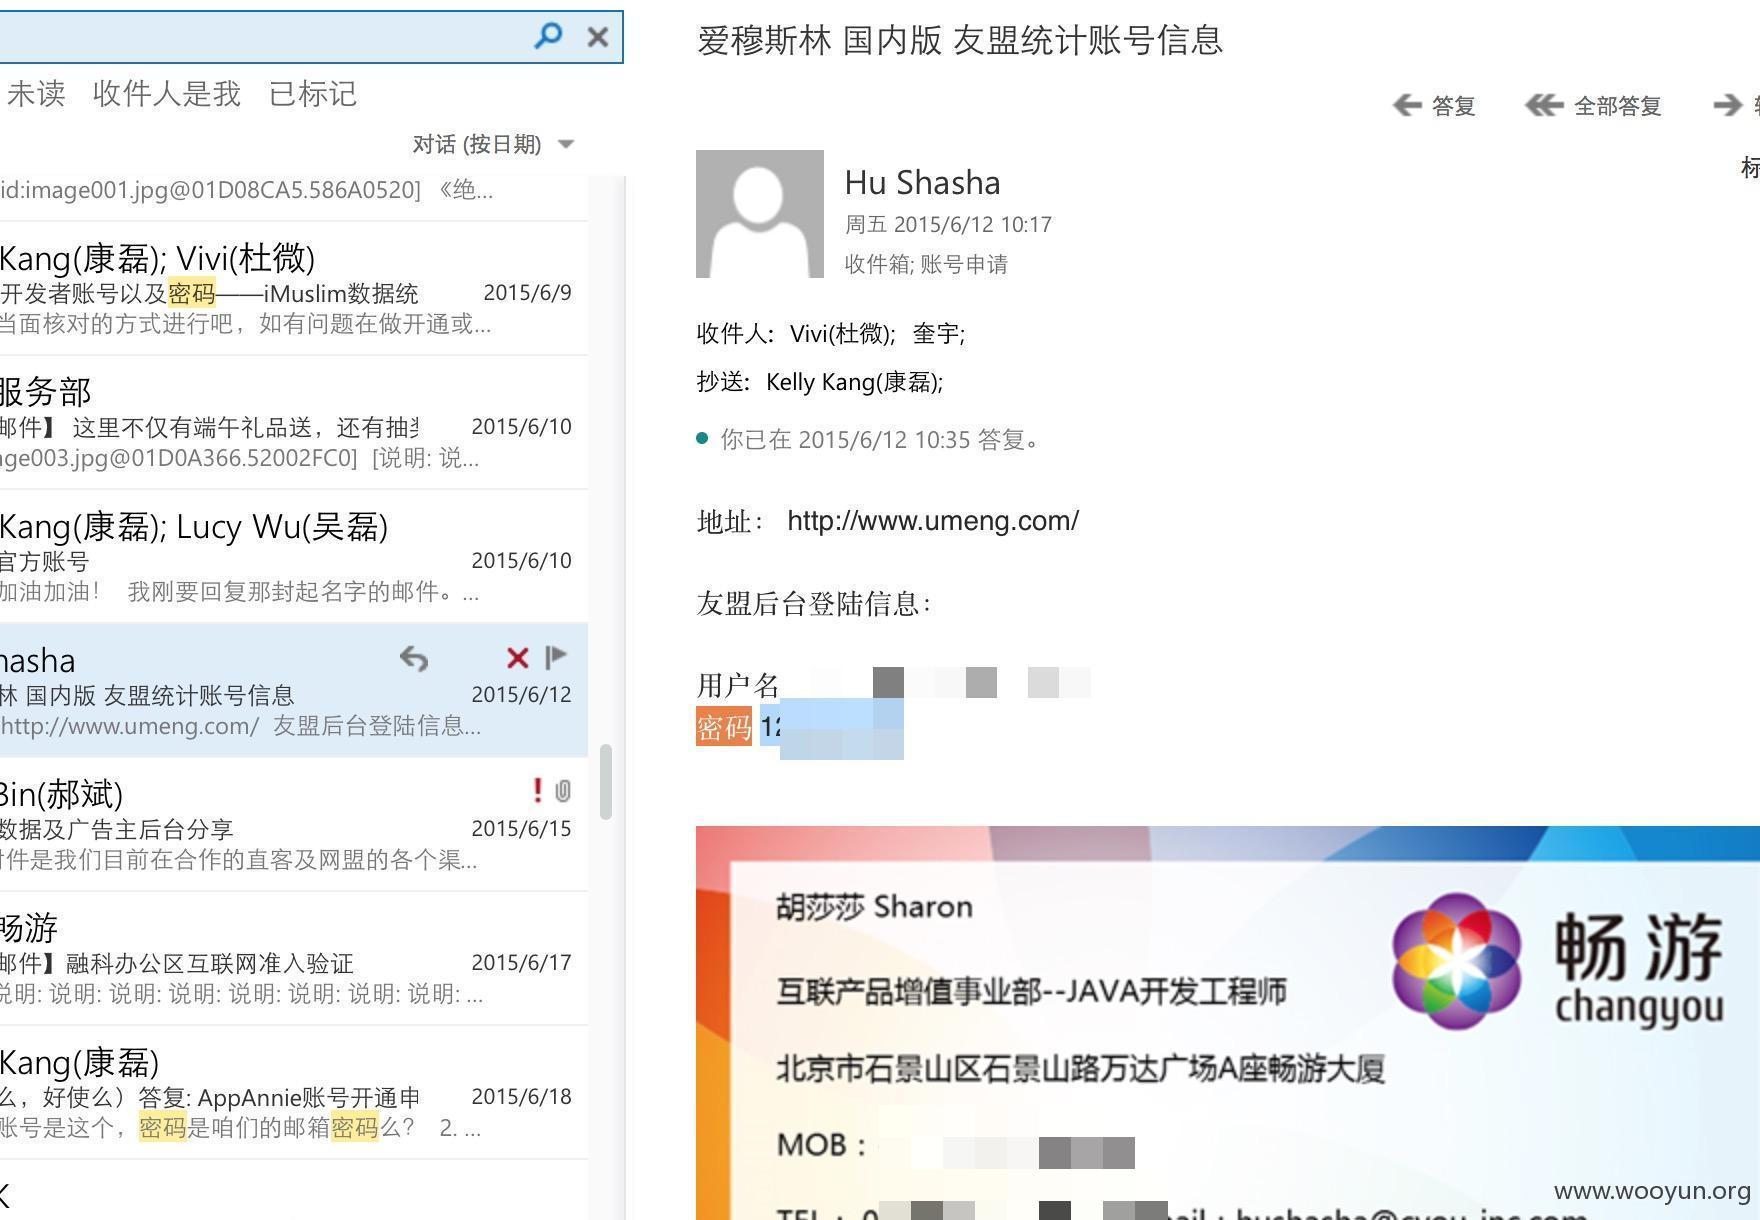 未读 收件人是我 已标记
对话 (按日期)
id:image001.jpg@01D08CA5.586A0520] 《绝...
Kang(康磊); Vivi(杜微)
开发者账号以及密码——iMuslim数据统 2015/6/9
当面核对的方式进行吧，如有问题在做开通或...
服务部
邮件】 这里不仅有端午礼品送，还有抽 2015/6/10
age003.jpg@01D0A366.52002FC0] [说明: 说...
Kang(康磊); Lucy Wu(吴磊)
官方账号 2015/6/10
加油加油！ 我刚要回复那封起名字的邮件。...
hasha
林 国内版 友盟统计账号信息 2015/6/12
http://www.umeng.com/ 友盟后台登陆信息...
Bin(郝斌)
数据及广告主后台分享 2015/6/15
件是我们目前在合作的直客及网盟的各个渠...
畅游
邮件】融科办公区互联网准入验证 2015/6/17
说明: 说明: 说明: 说明: 说明: 说明: 说明: 说明: ...
Kang(康磊)
么，好使么）答复: AppAnnie账号开通申 2015/6/18
账号是这个，密码是咱们的邮箱密码么？ 2. ...
K
爱穆斯林 国内版 友盟统计账号信息
答复 全部答复
标
Hu Shasha
周五 2015/6/12 10:17
收件箱; 账号申请
收件人: Vivi(杜微); 奎宇;
抄送: Kelly Kang(康磊);
你已在 2015/6/12 10:35 答复。
地址： http://www.umeng.com/
友盟后台登陆信息：
用户名
密码 12
胡莎莎 Sharon
互联产品增值事业部--JAVA开发工程师
北京市石景山区石景山路万达广场A座畅游大厦
MOB：
TEL：0 ail：hushasha@cyou-inc.com
畅游
changyou
www.wooyun.org